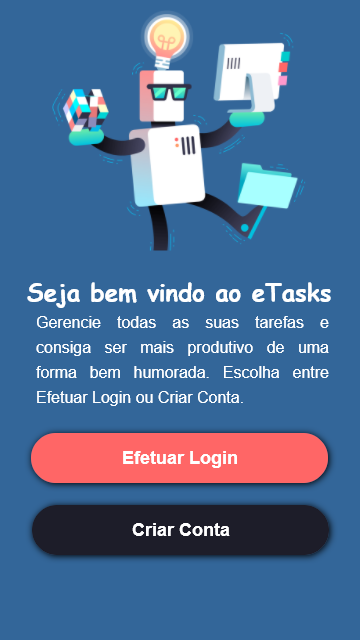 Seja bem vindo ao eTasks
Gerencie todas as suas tarefas e
consiga ser mais produtivo de uma
forma bem humorada. Escolha entre
Efetuar Login ou Criar Conta.
Efetuar Login
Criar Conta